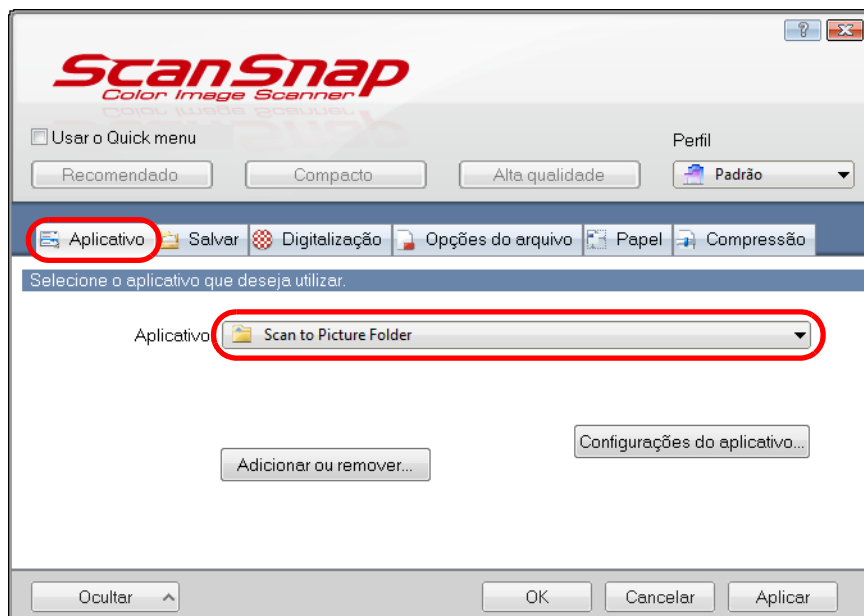 ScanSnap
Color Image Scanner
Usar o Quick menu
Perfil
Recomendado Compacto Alta qualidade Padrão
Aplicativo Salvar Digitalização Opções do arquivo Papel Compressão
Selecione o aplicativo que deseja utilizar.
Aplicativo: Scan to Picture Folder
Configurações do aplicativo...
Adicionar ou remover...
Ocultar OK Cancelar Aplicar